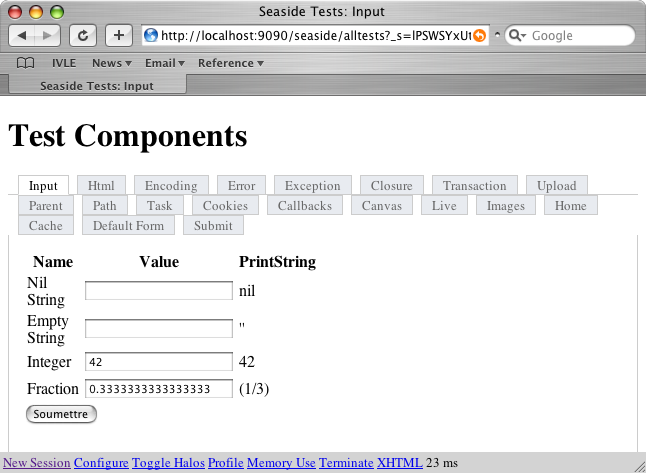 Seaside Tests: Input
http://localhost:9090/seaside/alltests?_s=lPSWSYxUt
Google
IVLE News Email Reference
Seaside Tests: Input
Test Components
Input Html Encoding Error Exception Closure Transaction Upload
Parent Path Task Cookies Callbacks Canvas Live Images Home
Cache Default Form Submit
Name Value PrintString
Nil
String nil
Empty
String ''
Integer 42 42
Fraction 0.3333333333333333 (1/3)
Soumettre
New Session Configure Toggle Halos Profile Memory Use Terminate XHTML 23 ms